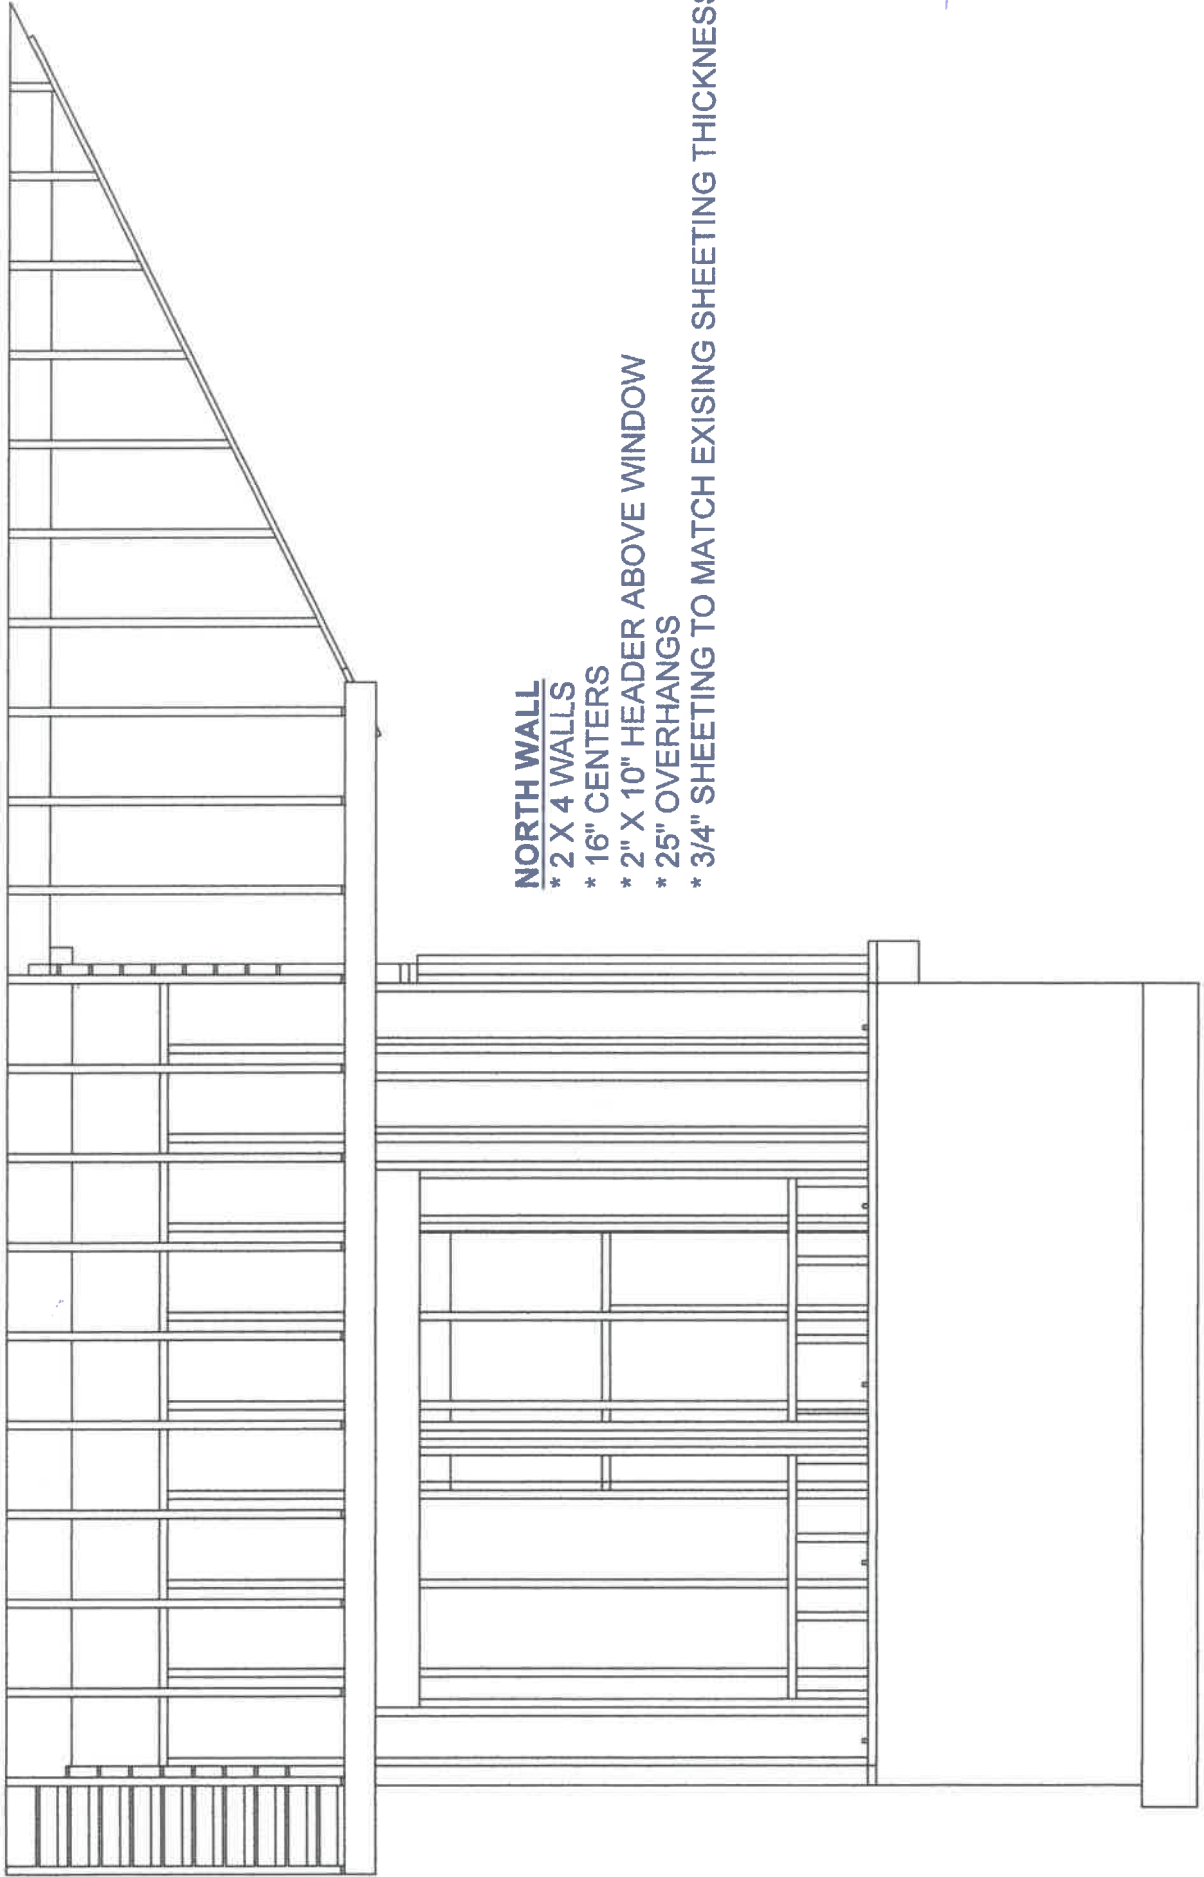 NORTH WALL
* 2 X 4 WALLS
* 16" CENTERS
* 2" X 10" HEADER ABOVE WINDOW
* 25" OVERHANGS
* 3/4" SHEETING TO MATCH EXISING SHEETING THICKNESS